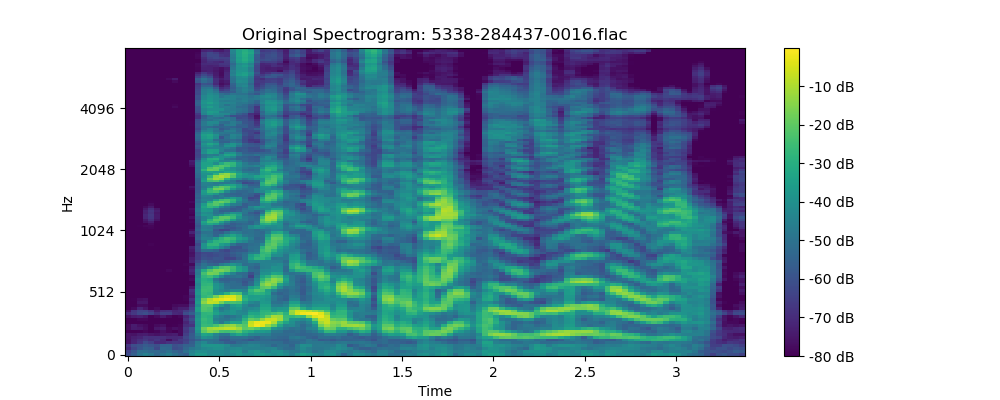 Original Spectrogram: 5338-284437-0016.flac
Hz
4096
2048
1024
512
0
0
0.5
1
1.5
2
2.5
3
Time
-10 dB
-20 dB
-30 dB
-40 dB
-50 dB
-60 dB
-70 dB
-80 dB